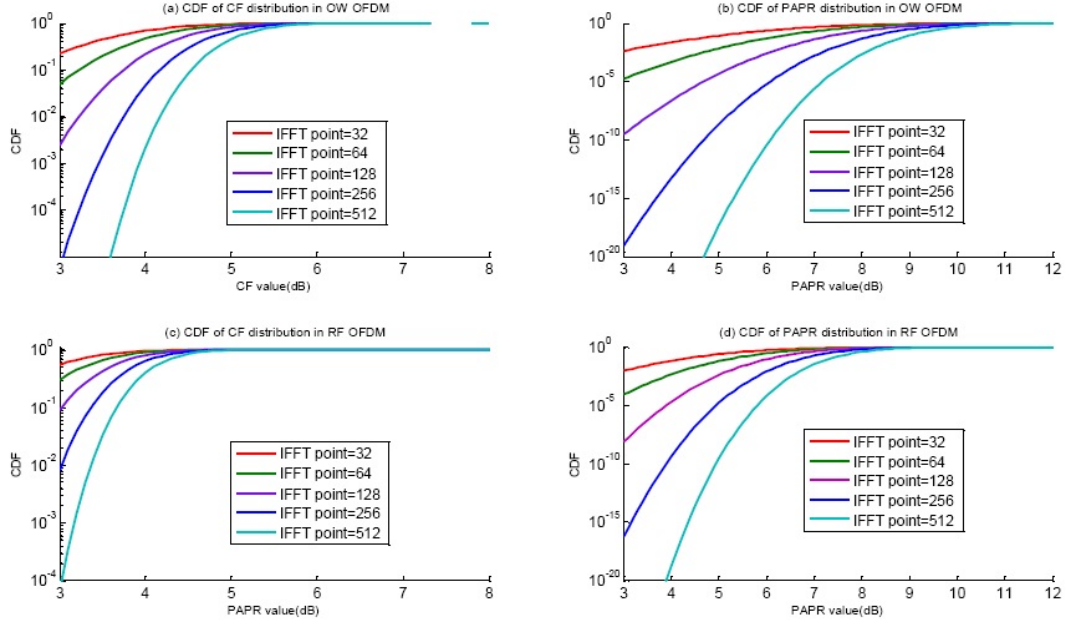 (a) CDF of CF distribution in OW OFDM
10^0
10^-1
10^-2
10^-3
10^-4
CDF
IFFT point=32
IFFT point=64
IFFT point=128
IFFT point=256
IFFT point=512
3 4 5 6 7 8
CF value(dB)
(b) CDF of PAPR distribution in OW OFDM
10^0
10^-5
10^-10
10^-15
10^-20
CDF
IFFT point=32
IFFT point=64
IFFT point=128
IFFT point=256
IFFT point=512
3 4 5 6 7 8 9 10 11 12
PAPR value(dB)
(c) CDF of CF distribution in RF OFDM
10^0
10^-1
10^-2
10^-3
10^-4
CDF
IFFT point=32
IFFT point=64
IFFT point=128
IFFT point=256
IFFT point=512
3 4 5 6 7 8
PAPR value(dB)
(d) CDF of PAPR distribution in RF OFDM
10^0
10^-5
10^-10
10^-15
10^-20
CDF
IFFT point=32
IFFT point=64
IFFT point=128
IFFT point=256
IFFT point=512
3 4 5 6 7 8 9 10 11 12
PAPR value(dB)